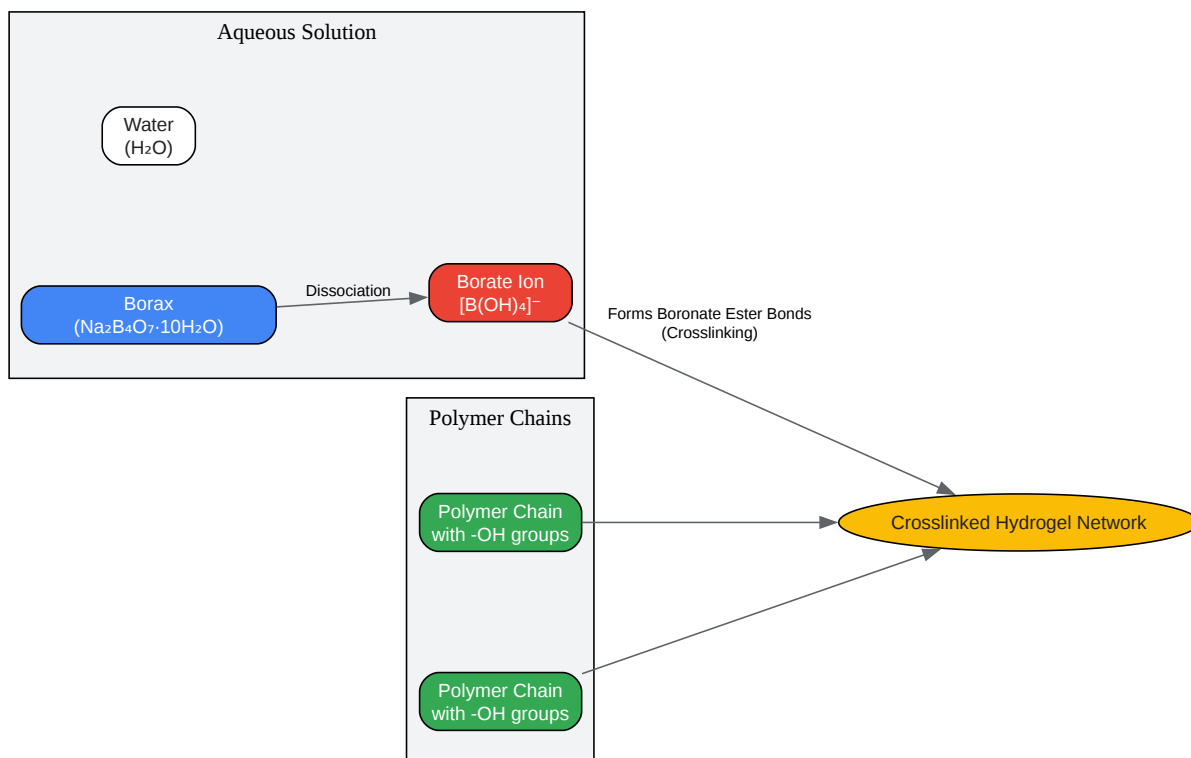 Aqueous Solution
Water
(H₂O)
Borax
(Na₂B₄O₇·10H₂O)
Dissociation
Borate Ion
[B(OH)₄]⁻
Forms Boronate Ester Bonds
(Crosslinking)
Polymer Chains
Polymer Chain
with -OH groups
Crosslinked Hydrogel Network
Polymer Chain
with -OH groups